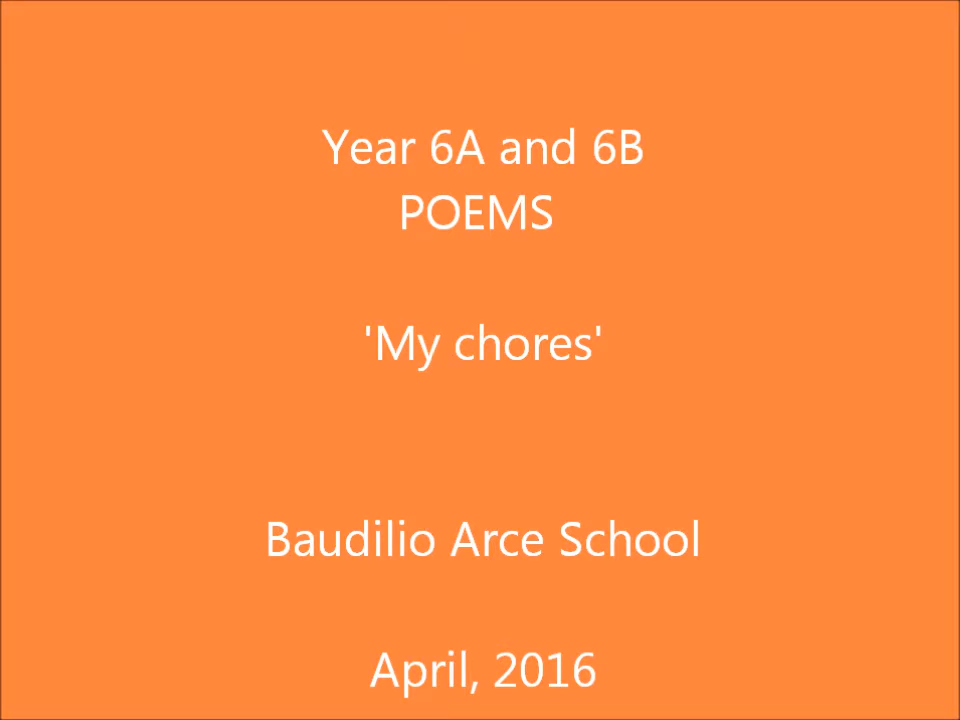 Year 6A and 6B
POEMS
'My chores'
Baudilio Arce School
April, 2016